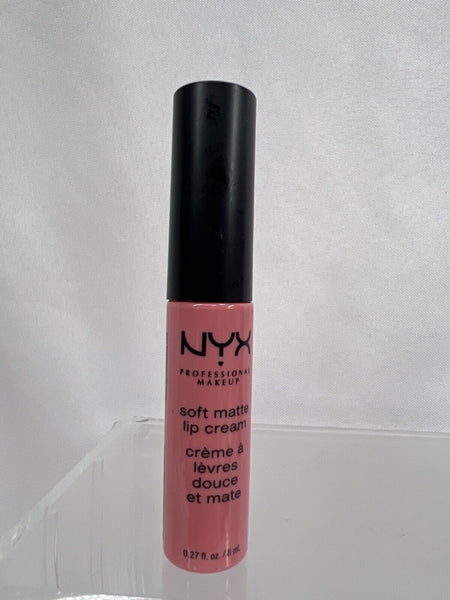 NYX
PROFESSIONAL
MAKEUP
soft matte
lip cream
crème à
lèvres
douce
et mate
0.27 fl. oz. / 8 mL